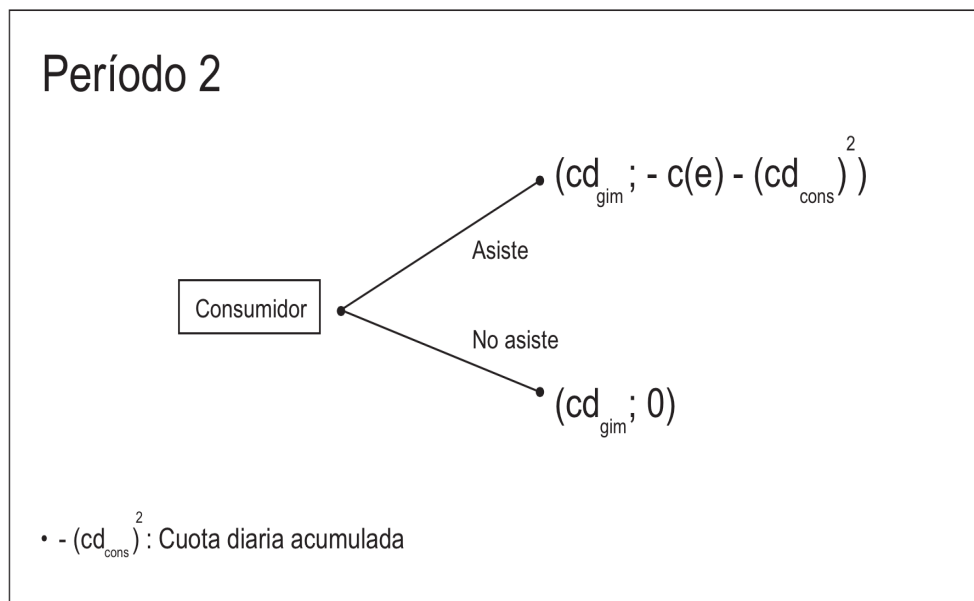 Período 2
(cd_gim ; - c(e) - (cd_cons)²)
Asiste
Consumidor
No asiste
(cd_gim ; 0)
• - (cd_cons)² : Cuota diaria acumulada